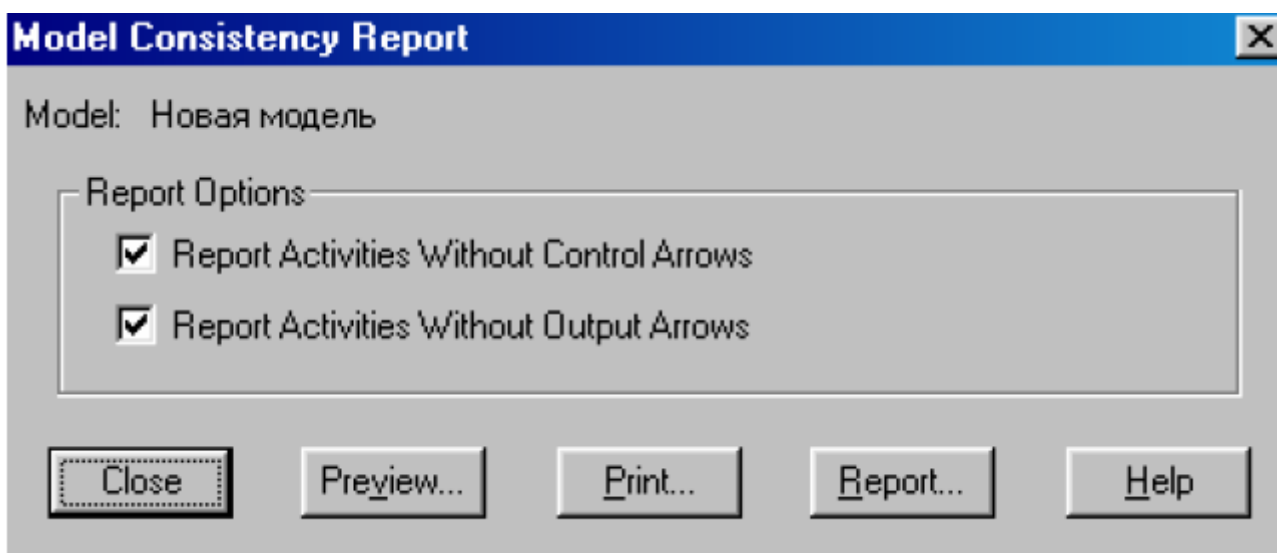 Model Consistency Report
Model: Новая модель
Report Options
Report Activities Without Control Arrows
Report Activities Without Output Arrows
Close Preview... Print... Report... Help